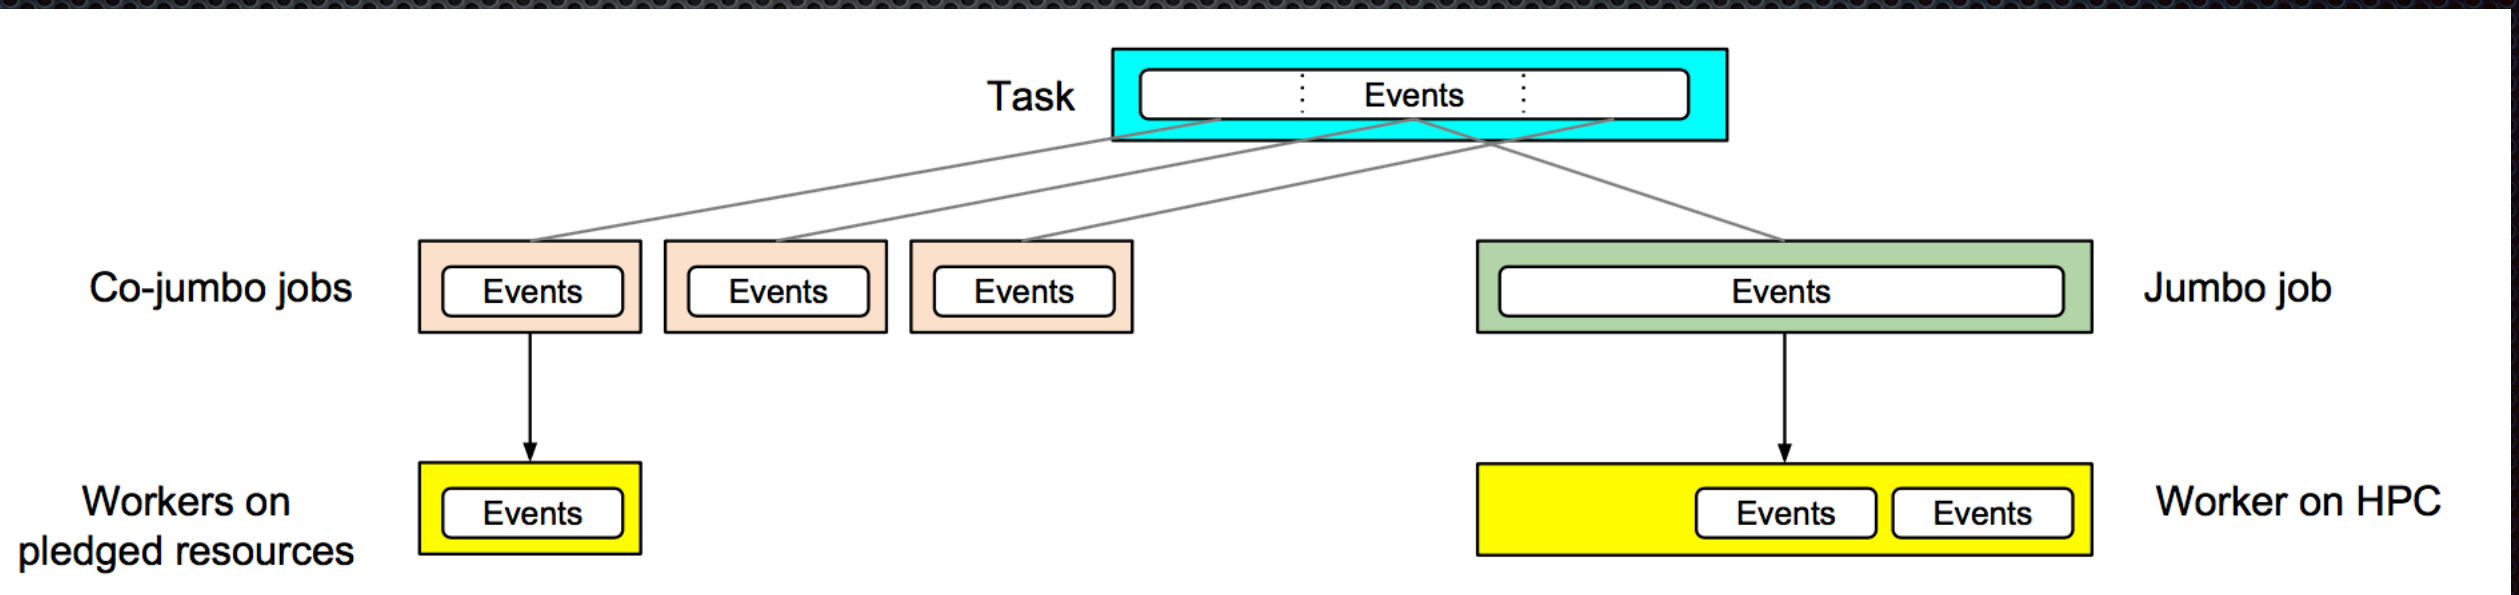 Task
Events
Co-jumbo jobs
Events
Events
Events
Events
Jumbo job
Workers on
pledged resources
Events
Events
Events
Worker on HPC